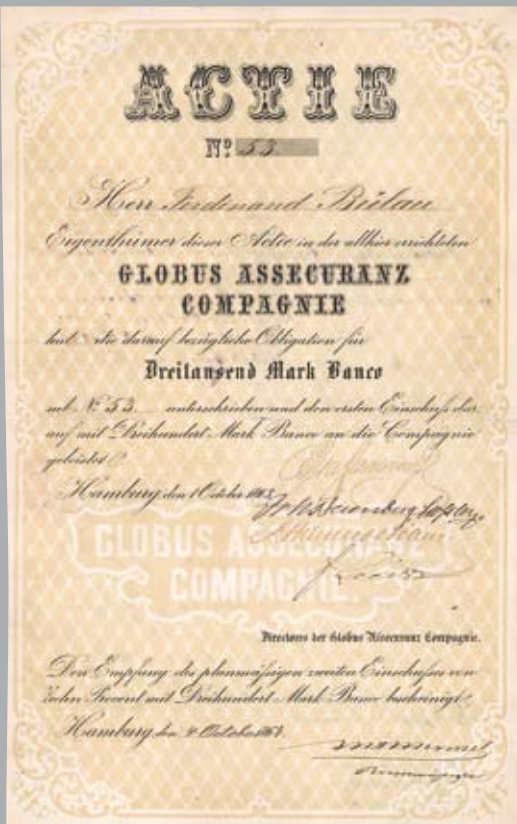 ACTIE
Nº 53
Herr Ferdinand Bülau
Eigenthümer dieser Actie in der allhier errichteten
GLOBUS ASSECURANZ
COMPAGNIE
hat die darauf bezügliche Obligation für
Dreitausend Mark Banco
sub Nº 53. unterschrieben und den ersten Einschuss dar
auf mit Dreihundert Mark Banco an die Compagnie
geleistet
Hamburg, den 1 October
GLOBUS ASSECURANZ
COMPAGNIE.
Directoren der Globus Assecuranz Compagnie.
Den Empfang des planmässigen zweiten Einschusses von
Zehn Procent mit Dreihundert Mark Banco bescheinigt
Hamburg, den 4 October